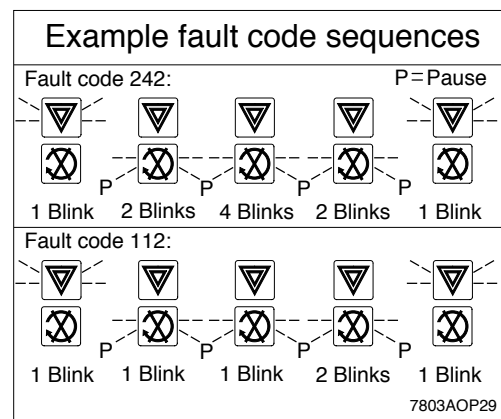 Example fault code sequences
Fault code 242: P=Pause
P P P P
1 Blink 2 Blinks 4 Blinks 2 Blinks 1 Blink
Fault code 112:
P P P P
1 Blink 1 Blink 1 Blink 2 Blinks 1 Blink
7803AOP29